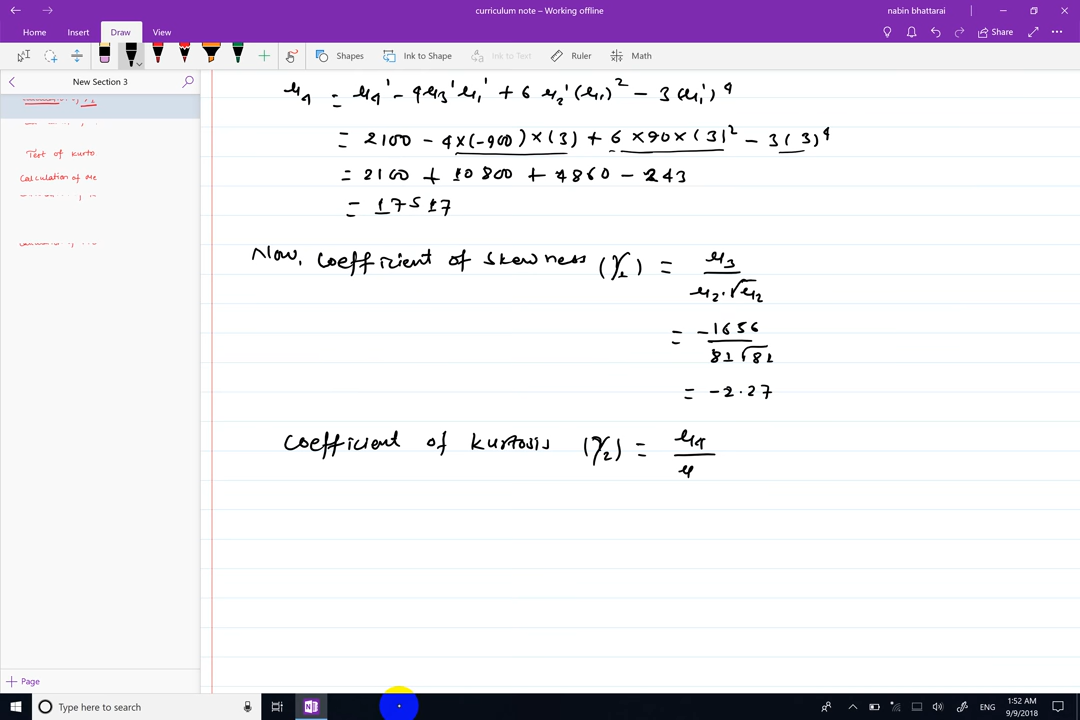 curriculum note – Working offline
nabin bhattarai
Home Insert Draw View
Share
Shapes Ink to Shape Ink to Text Ruler Math
New Section 3
Test of Kurto
Calculation of Me
μ₄ = μ₄' - 4μ₃'μ₁' + 6 μ₂'(μ₁)² - 3(μ₁')⁴
= 2100 - 4×(-900)×(3) + 6×90×(3)² - 3(3)⁴
= 2100 + 10800 + 4860 - 243
= 17517
Now, coefficient of skewness (γ₁) = μ₃ / μ₂.√μ₂
= -1656 / 81√81
= -2.27
coefficient of kurtosis (γ₂) = μ₄ / μ
+ Page
Type here to search
ENG
1:52 AM
9/9/2018